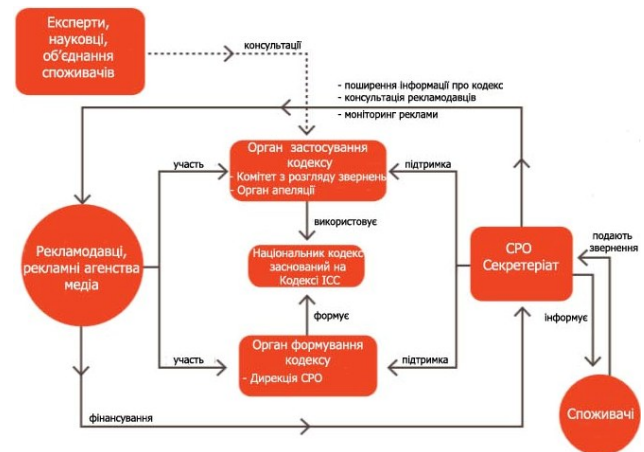 Експерти,
науковці,
об'єднання
споживачів
консультації
- поширення інформації про кодекс
- консультація рекламодавців
- моніторинг реклами
Орган застосування
кодексу
- Комітет з розгляду звернень
- Орган апеляції
участь
підтримка
використовує
Рекламодавці,
рекламні агенства
медіа
Національник кодекс
заснований на
Кодексі ICC
СРО
Секретеріат
подають
звернення
формує
інформує
Орган формування
кодексу
- Дирекція СРО
участь
підтримка
фінансування
Споживачі